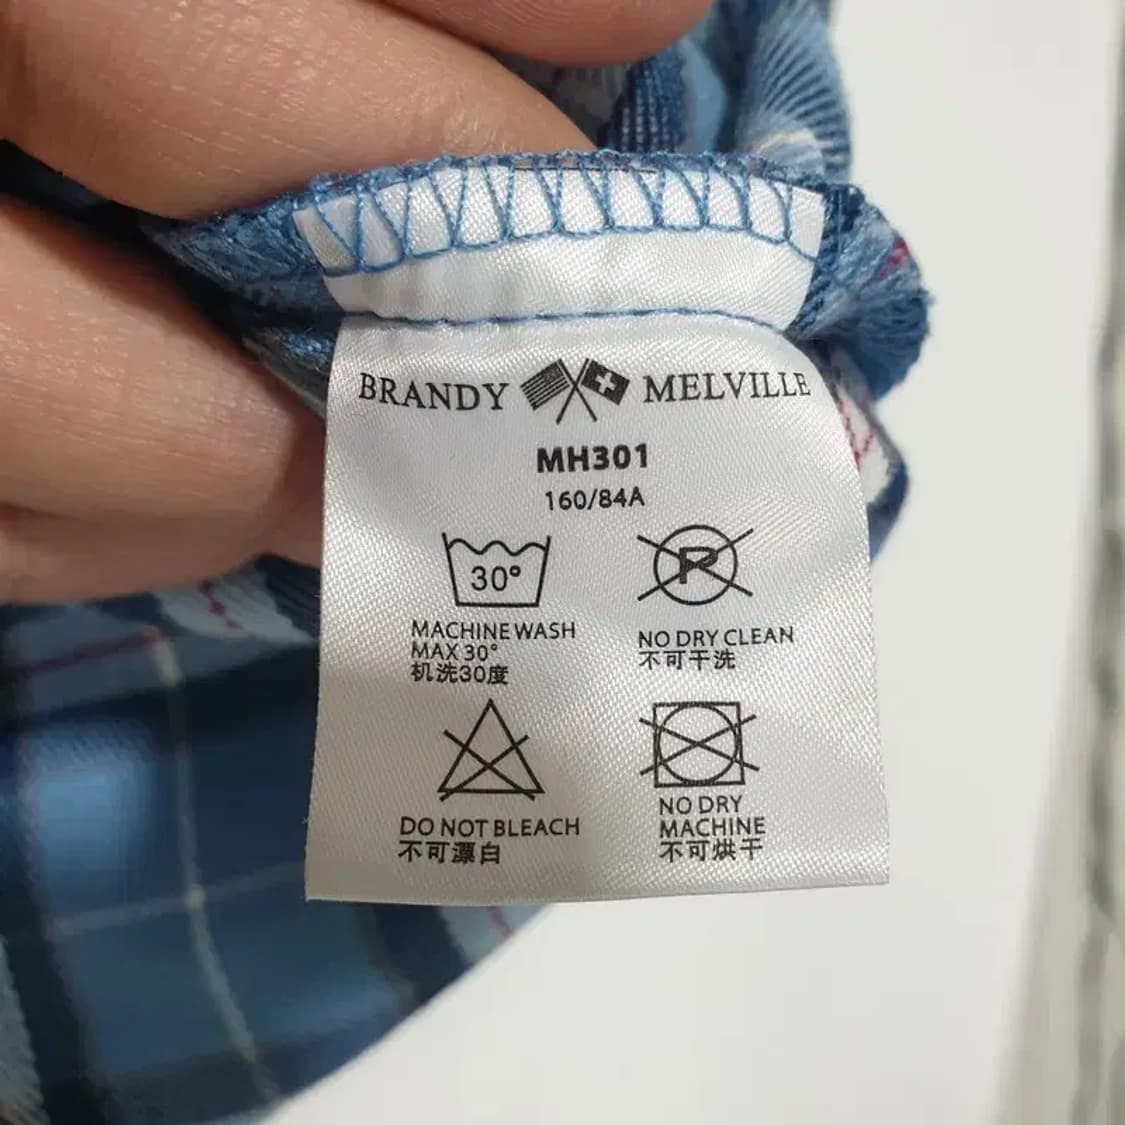 BRANDY MELVILLE
MH301
160/84A
30°
P
MACHINE WASH
MAX 30°
机洗30度
NO DRY CLEAN
不可干洗
DO NOT BLEACH
不可漂白
NO DRY
MACHINE
不可烘干